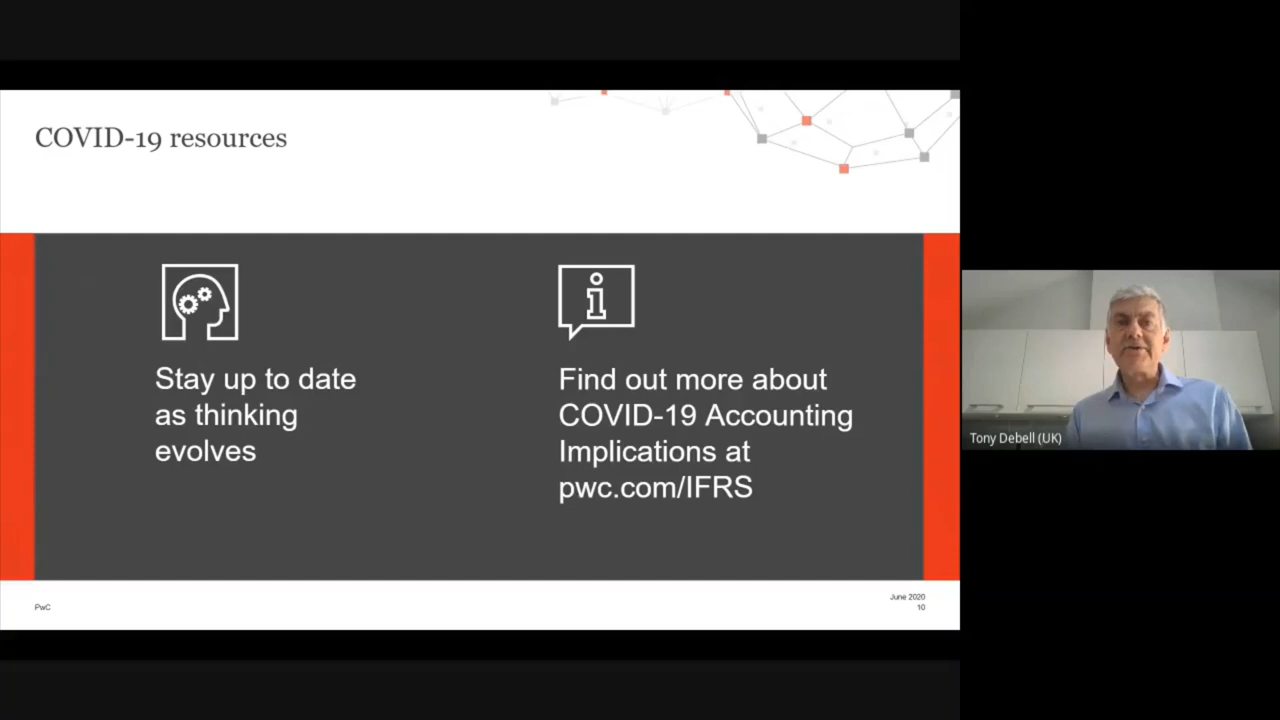 COVID-19 resources
Stay up to date
as thinking
evolves
Find out more about
COVID-19 Accounting
Implications at
pwc.com/IFRS
Tony Debell (UK)
PwC
June 2020
10